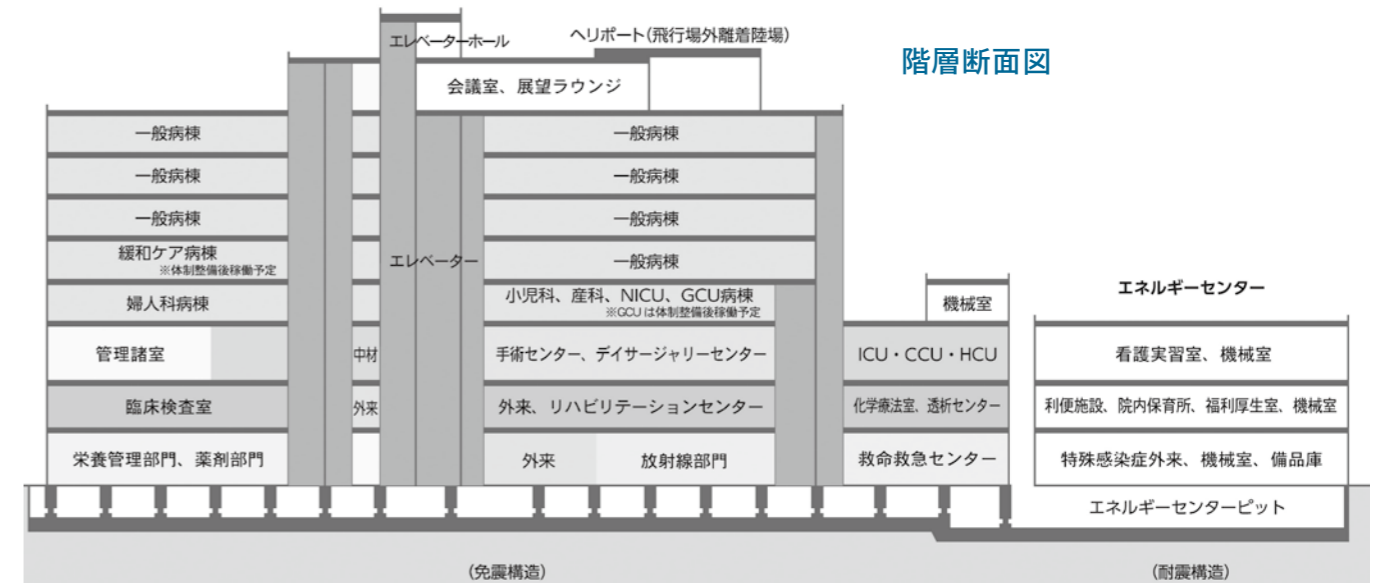 階層断面図
エレベーターホール
ヘリポート（飛行場外離着陸場）
会議室、展望ラウンジ
一般病棟
一般病棟
一般病棟
一般病棟
一般病棟
一般病棟
緩和ケア病棟
※体制整備後稼働予定
エレベーター
一般病棟
婦人科病棟
小児科、産科、NICU、GCU病棟
※GCUは体制整備後稼働予定
機械室
エネルギーセンター
管理諸室
中材
手術センター、デイサージャリーセンター
ICU・CCU・HCU
看護実習室、機械室
臨床検査室
外来
外来、リハビリテーションセンター
化学療法室、透析センター
利便施設、院内保育所、福利厚生室、機械室
栄養管理部門、薬剤部門
外来
放射線部門
救命救急センター
特殊感染症外来、機械室、備品庫
エネルギーセンターピット
（免震構造）
（耐震構造）